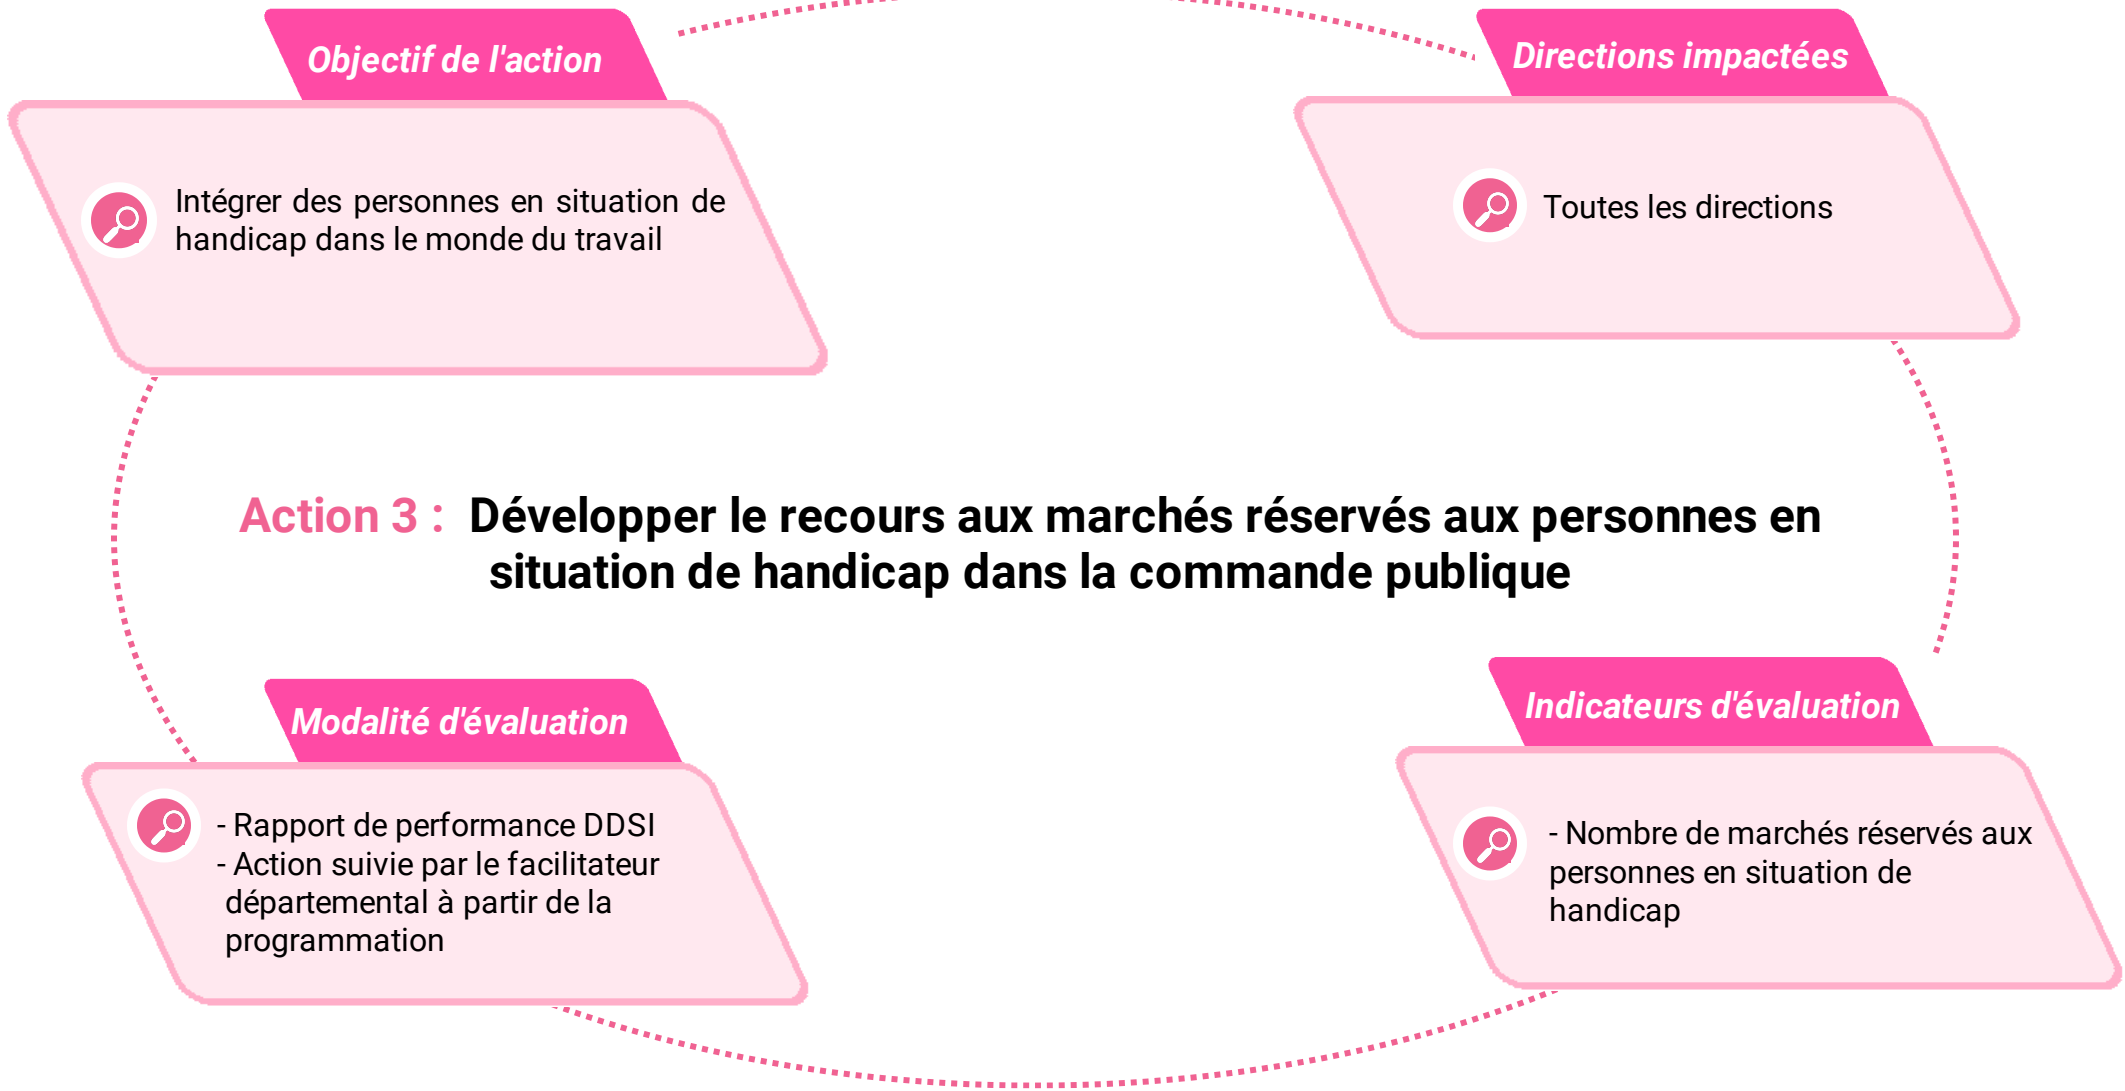 Objectif de l'action
Intégrer des personnes en situation de
handicap dans le monde du travail
Directions impactées
Toutes les directions
Action 3 : Développer le recours aux marchés réservés aux personnes en
situation de handicap dans la commande publique
Modalité d'évaluation
- Rapport de performance DDSI
- Action suivie par le facilitateur
départemental à partir de la
programmation
Indicateurs d'évaluation
- Nombre de marchés réservés aux
personnes en situation de
handicap